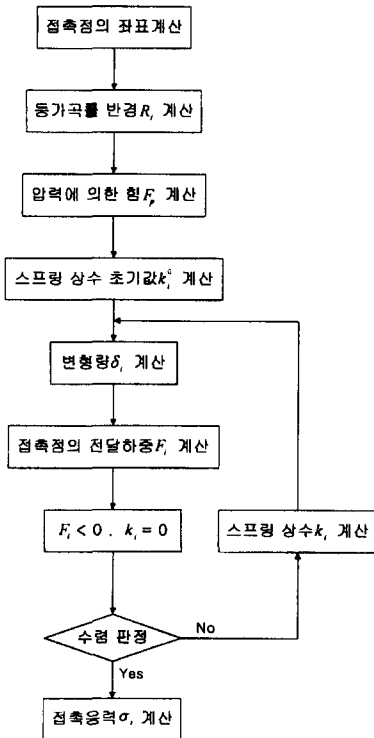 접촉점의 좌표계산
등가곡률 반경 Rᵢ 계산
압력에 의한 힘 Fₚ 계산
스프링 상수 초기값 kᵢ⁰ 계산
변형량 δᵢ 계산
접촉점의 전달하중 Fᵢ 계산
Fᵢ < 0 , kᵢ = 0
스프링 상수 kᵢ 계산
수렴 판정
No
Yes
접촉응력 σᵢ 계산